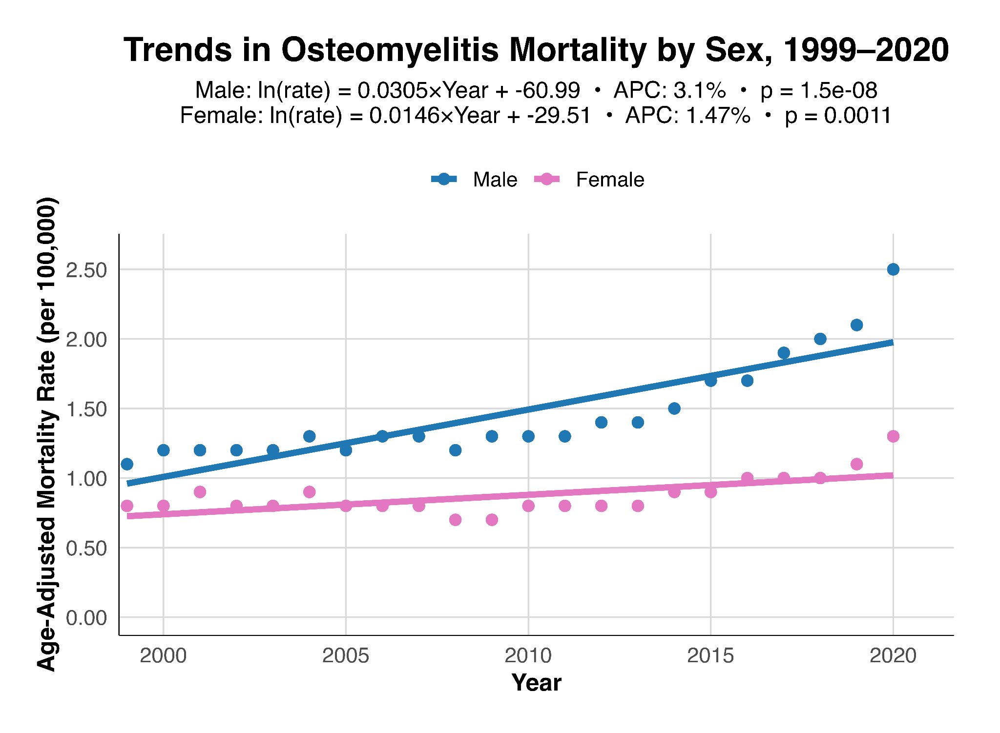 Trends in Osteomyelitis Mortality by Sex, 1999–2020
Male: ln(rate) = 0.0305×Year + -60.99 • APC: 3.1% • p = 1.5e-08
Female: ln(rate) = 0.0146×Year + -29.51 • APC: 1.47% • p = 0.0011
Male Female
Age-Adjusted Mortality Rate (per 100,000)
2.50
2.00
1.50
1.00
0.50
0.00
2000 2005 2010 2015 2020
Year